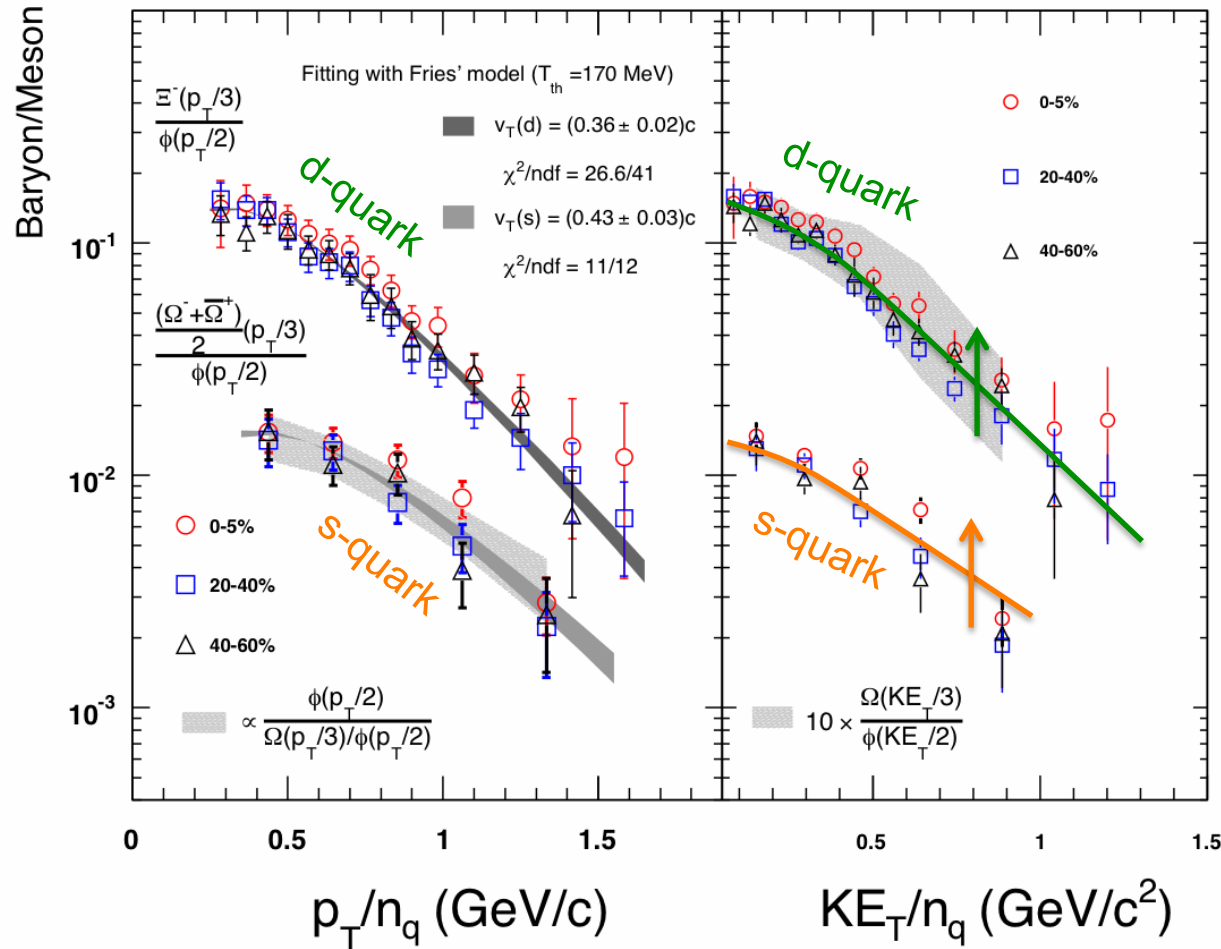 Baryon/Meson
Fitting with Fries' model (T_th =170 MeV)
Ξ⁻(p_T/3)
ϕ(p_T/2)
v_T(d) = (0.36 ± 0.02)c
χ²/ndf = 26.6/41
v_T(s) = (0.43 ± 0.03)c
χ²/ndf = 11/12
d-quark
(Ω⁻+Ω̅⁺)
2
(p_T/3)
ϕ(p_T/2)
s-quark
0-5%
20-40%
40-60%
∝ ϕ(p_T/2)
Ω(p_T/3)/ϕ(p_T/2)
10⁻¹
10⁻²
10⁻³
0 0.5 1 1.5
p_T/n_q (GeV/c)
0-5%
20-40%
40-60%
d-quark
s-quark
10 × Ω(KE_T/3)
ϕ(KE_T/2)
0.5 1 1.5
KE_T/n_q (GeV/c²)